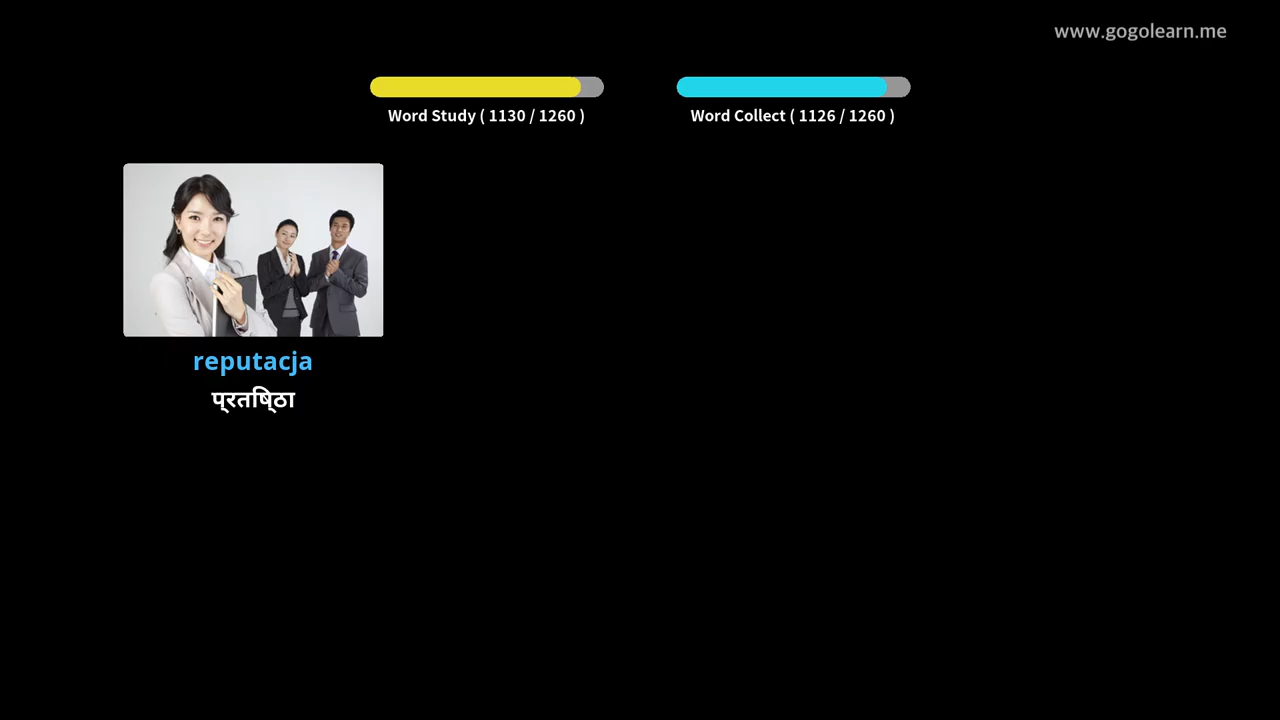 www.gogolearn.me
Word Study ( 1130 / 1260 )
Word Collect ( 1126 / 1260 )
reputacja
प्रतिष्ठा